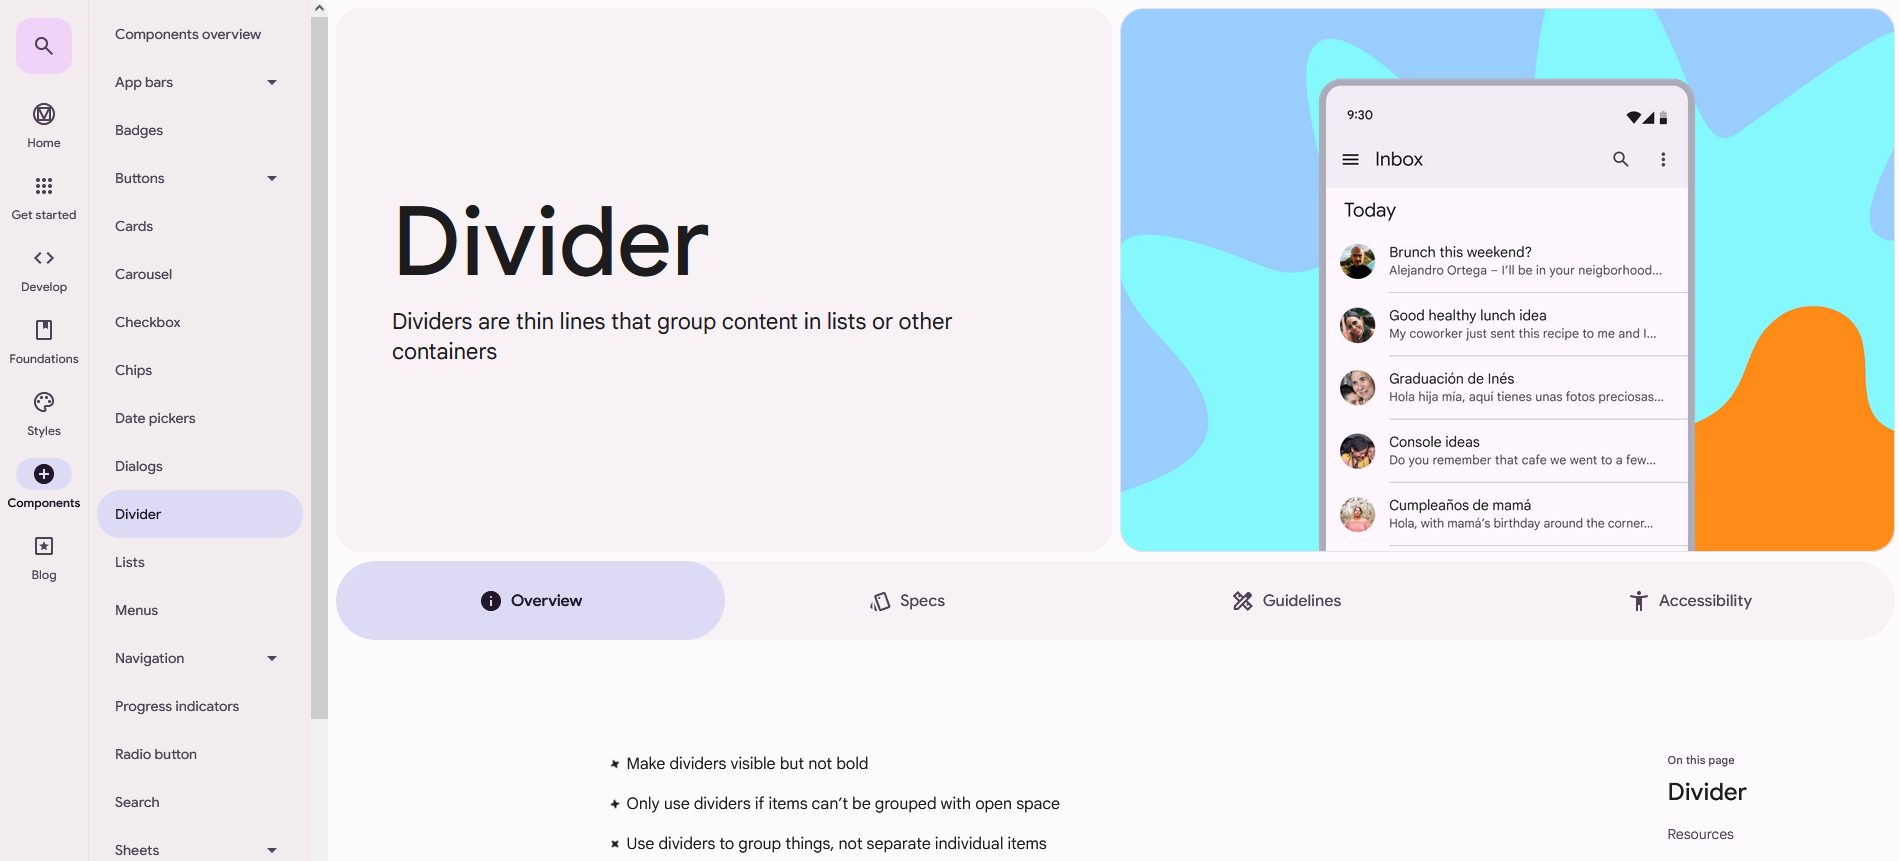 Home
Get started
Develop
Foundations
Styles
Components
Blog
Components overview
App bars
Badges
Buttons
Cards
Carousel
Checkbox
Chips
Date pickers
Dialogs
Divider
Lists
Menus
Navigation
Progress indicators
Radio button
Search
Sheets
Divider
Dividers are thin lines that group content in lists or other
containers
9:30
Inbox
Today
Brunch this weekend?
Alejandro Ortega – I’ll be in your neigborhood...
Good healthy lunch idea
My coworker just sent this recipe to me and I...
Graduación de Inés
Hola hija mía, aquí tienes unas fotos preciosas...
Console ideas
Do you remember that cafe we went to a few...
Cumpleaños de mamá
Hola, with mamá’s birthday around the corner...
Overview
Specs
Guidelines
Accessibility
Make dividers visible but not bold
Only use dividers if items can’t be grouped with open space
Use dividers to group things, not separate individual items
On this page
Divider
Resources